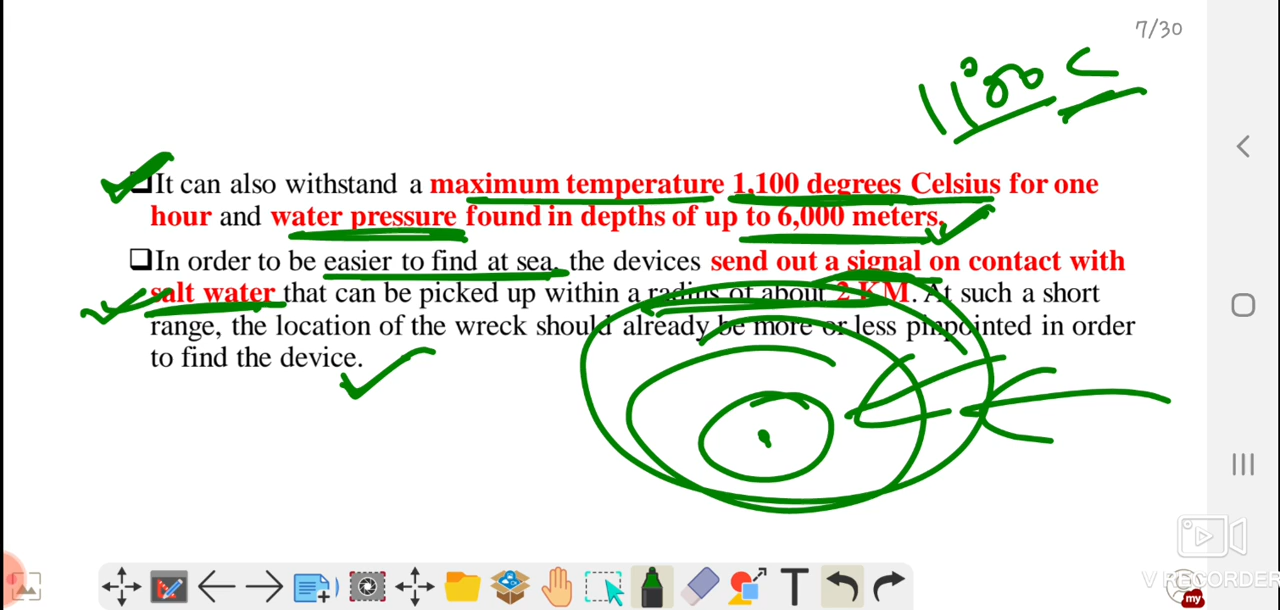 7/30
1100 C
It can also withstand a maximum temperature 1,100 degrees Celsius for one
hour and water pressure found in depths of up to 6,000 meters.
In order to be easier to find at sea, the devices send out a signal on contact with
salt water that can be picked up within a radius of about 2 KM. At such a short
range, the location of the wreck should already be more or less pinpointed in order
to find the device.
T
V RECORDER
my